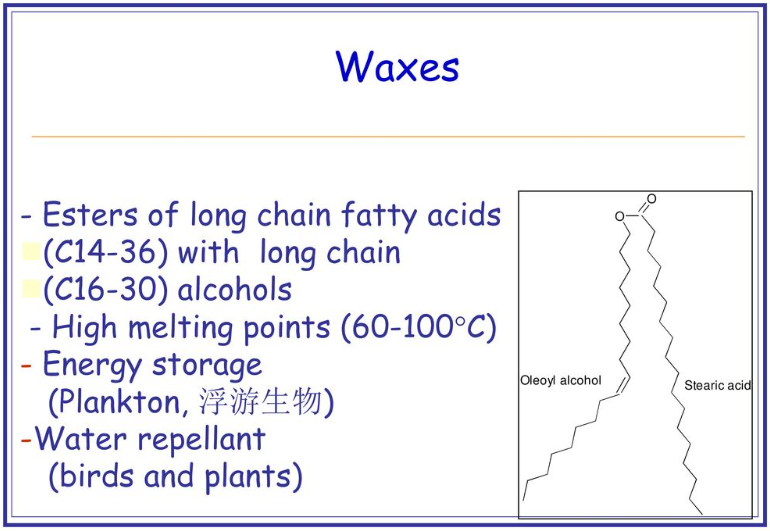 Waxes
- Esters of long chain fatty acids
(C14-36) with  long chain
(C16-30) alcohols
- High melting points (60-100°C)
- Energy storage
(Plankton, 浮游生物)
-Water repellant
(birds and plants)
O
O
Oleoyl alcohol
Stearic acid